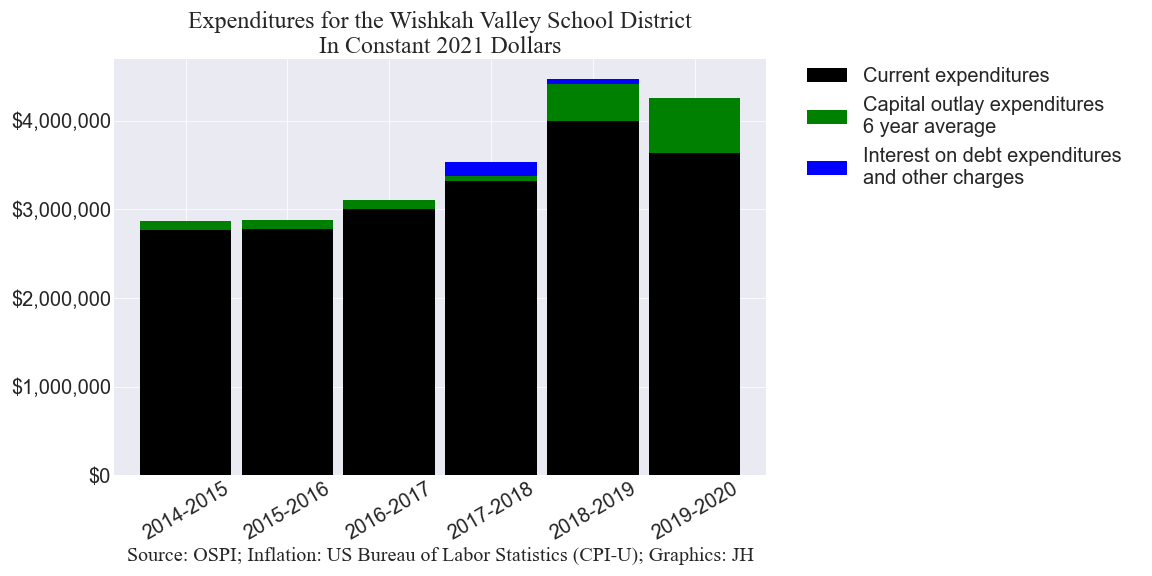 Expenditures for the Wishkah Valley School District
In Constant 2021 Dollars
Current expenditures
Capital outlay expenditures
6 year average
Interest on debt expenditures
and other charges
$4,000,000
$3,000,000
$2,000,000
$1,000,000
$0
2014-2015
2015-2016
2016-2017
2017-2018
2018-2019
2019-2020
Source: OSPI; Inflation: US Bureau of Labor Statistics (CPI-U); Graphics: JH